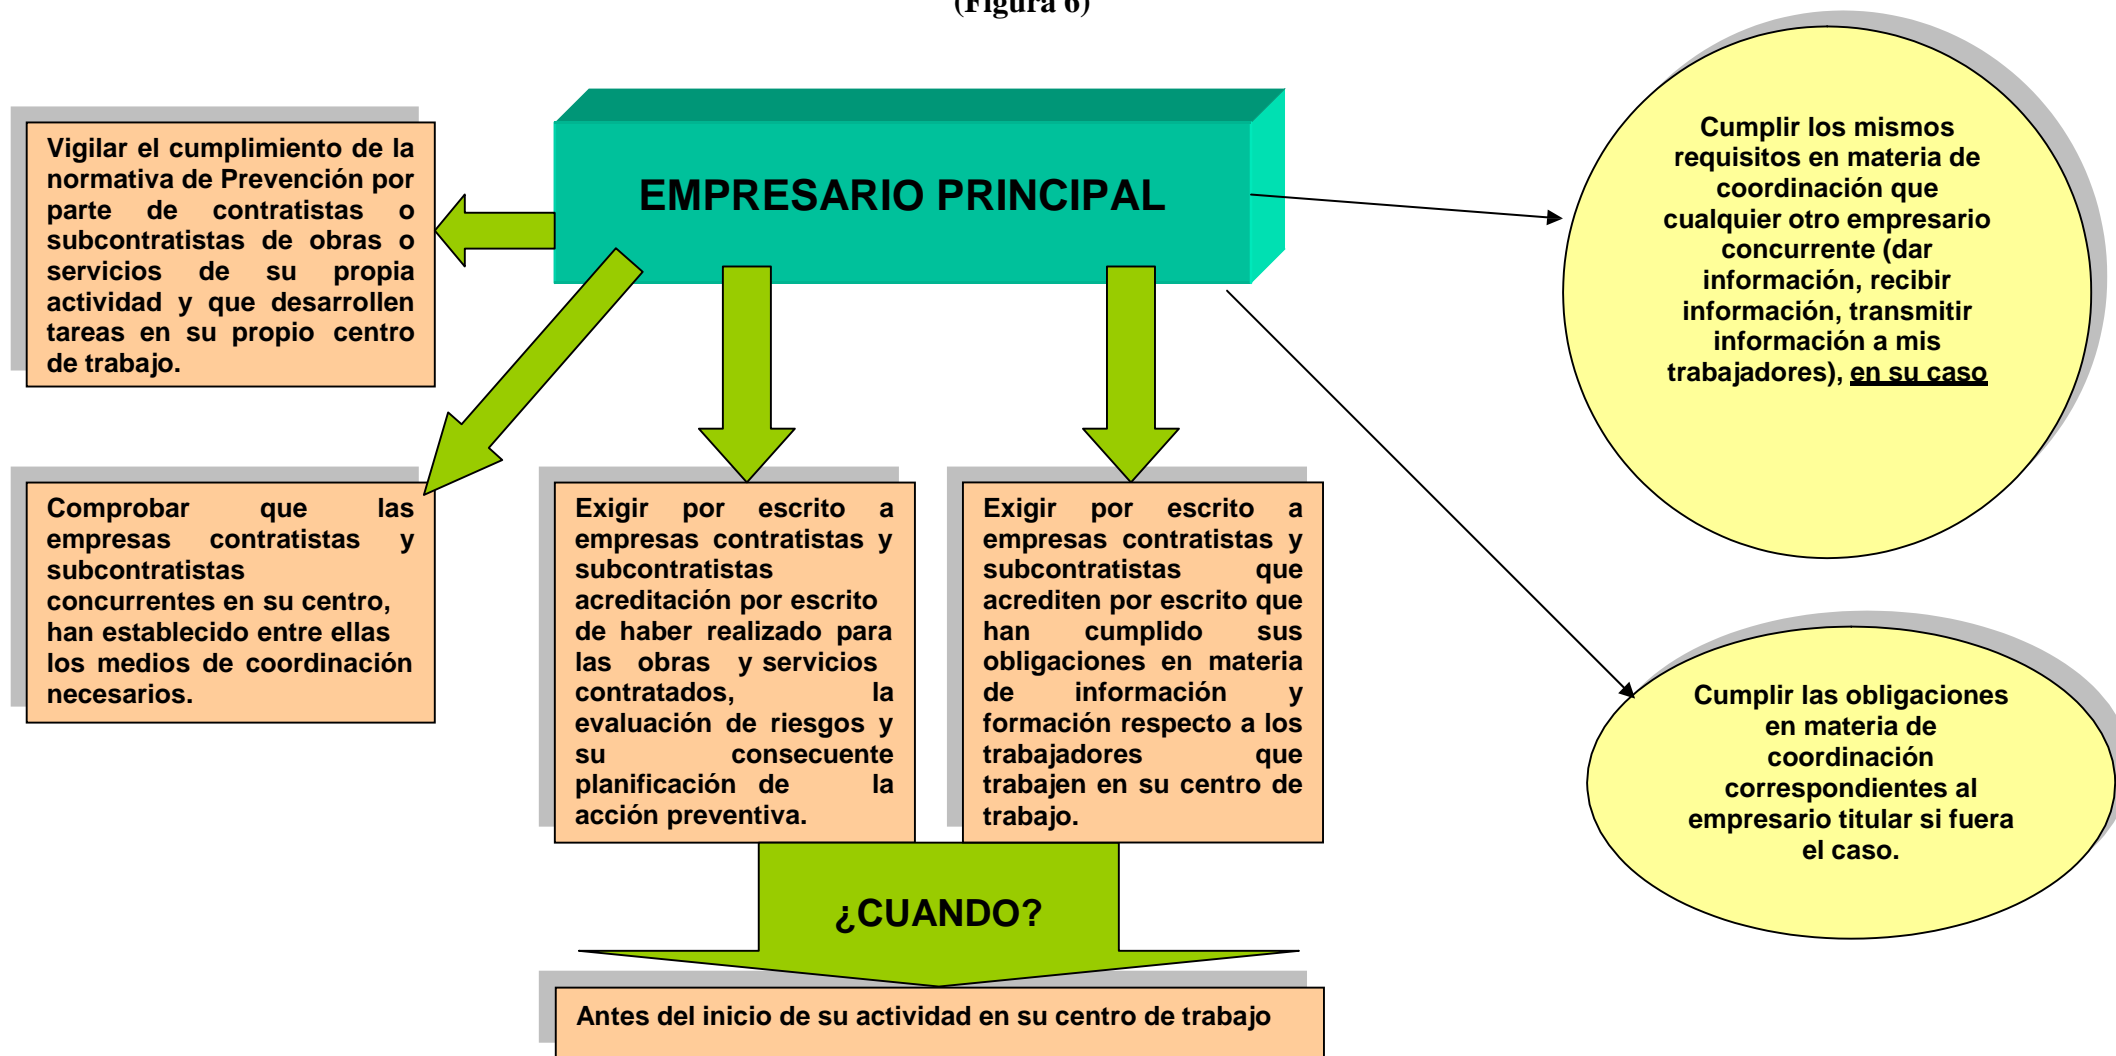 (Figura 6)
EMPRESARIO PRINCIPAL
Vigilar el cumplimiento de la
normativa de Prevención por
parte de contratistas o
subcontratistas de obras o
servicios de su propia
actividad y que desarrollen
tareas en su propio centro
de trabajo.
Comprobar que las
empresas contratistas y
subcontratistas
concurrentes en su centro,
han establecido entre ellas
los medios de coordinación
necesarios.
Exigir por escrito a
empresas contratistas y
subcontratistas
acreditación por escrito
de haber realizado para
las obras y servicios
contratados, la
evaluación de riesgos y
su consecuente
planificación de la
acción preventiva.
Exigir por escrito a
empresas contratistas y
subcontratistas que
acrediten por escrito que
han cumplido sus
obligaciones en materia
de información y
formación respecto a los
trabajadores que
trabajen en su centro de
trabajo.
¿CUANDO?
Antes del inicio de su actividad en su centro de trabajo
Cumplir los mismos
requisitos en materia de
coordinación que
cualquier otro empresario
concurrente (dar
información, recibir
información, transmitir
información a mis
trabajadores), en su caso
Cumplir las obligaciones
en materia de
coordinación
correspondientes al
empresario titular si fuera
el caso.